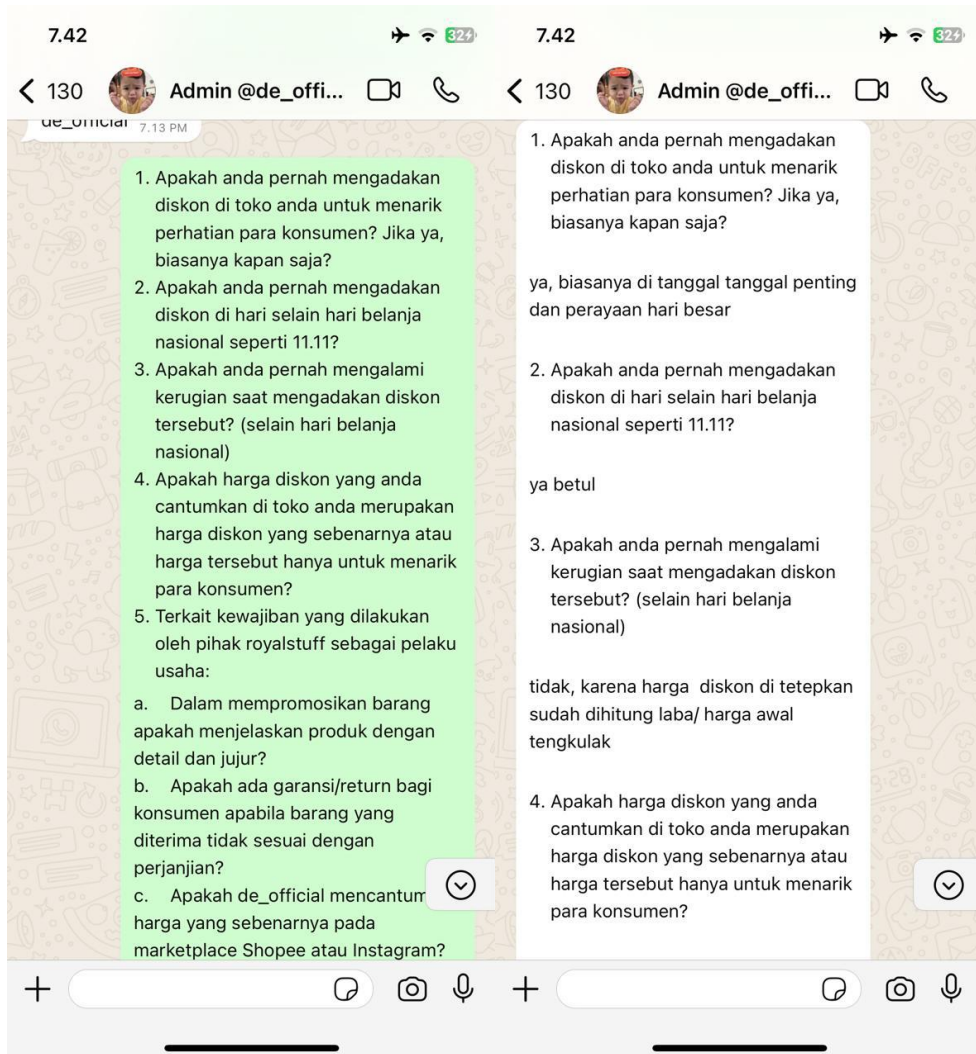 7.42
324
130
Admin @de_offi...
de_official
7.13 PM
1. Apakah anda pernah mengadakan
diskon di toko anda untuk menarik
perhatian para konsumen? Jika ya,
biasanya kapan saja?
2. Apakah anda pernah mengadakan
diskon di hari selain hari belanja
nasional seperti 11.11?
3. Apakah anda pernah mengalami
kerugian saat mengadakan diskon
tersebut? (selain hari belanja
nasional)
4. Apakah harga diskon yang anda
cantumkan di toko anda merupakan
harga diskon yang sebenarnya atau
harga tersebut hanya untuk menarik
para konsumen?
5. Terkait kewajiban yang dilakukan
oleh pihak royalstuff sebagai pelaku
usaha:
a. Dalam mempromosikan barang
apakah menjelaskan produk dengan
detail dan jujur?
b. Apakah ada garansi/return bagi
konsumen apabila barang yang
diterima tidak sesuai dengan
perjanjian?
c. Apakah de_official mencantum
harga yang sebenarnya pada
marketplace Shopee atau Instagram?
7.42
324
130
Admin @de_offi...
1. Apakah anda pernah mengadakan
diskon di toko anda untuk menarik
perhatian para konsumen? Jika ya,
biasanya kapan saja?
ya, biasanya di tanggal tanggal penting
dan perayaan hari besar
2. Apakah anda pernah mengadakan
diskon di hari selain hari belanja
nasional seperti 11.11?
ya betul
3. Apakah anda pernah mengalami
kerugian saat mengadakan diskon
tersebut? (selain hari belanja
nasional)
tidak, karena harga diskon di tetepkan
sudah dihitung laba/ harga awal
tengkulak
4. Apakah harga diskon yang anda
cantumkan di toko anda merupakan
harga diskon yang sebenarnya atau
harga tersebut hanya untuk menarik
para konsumen?